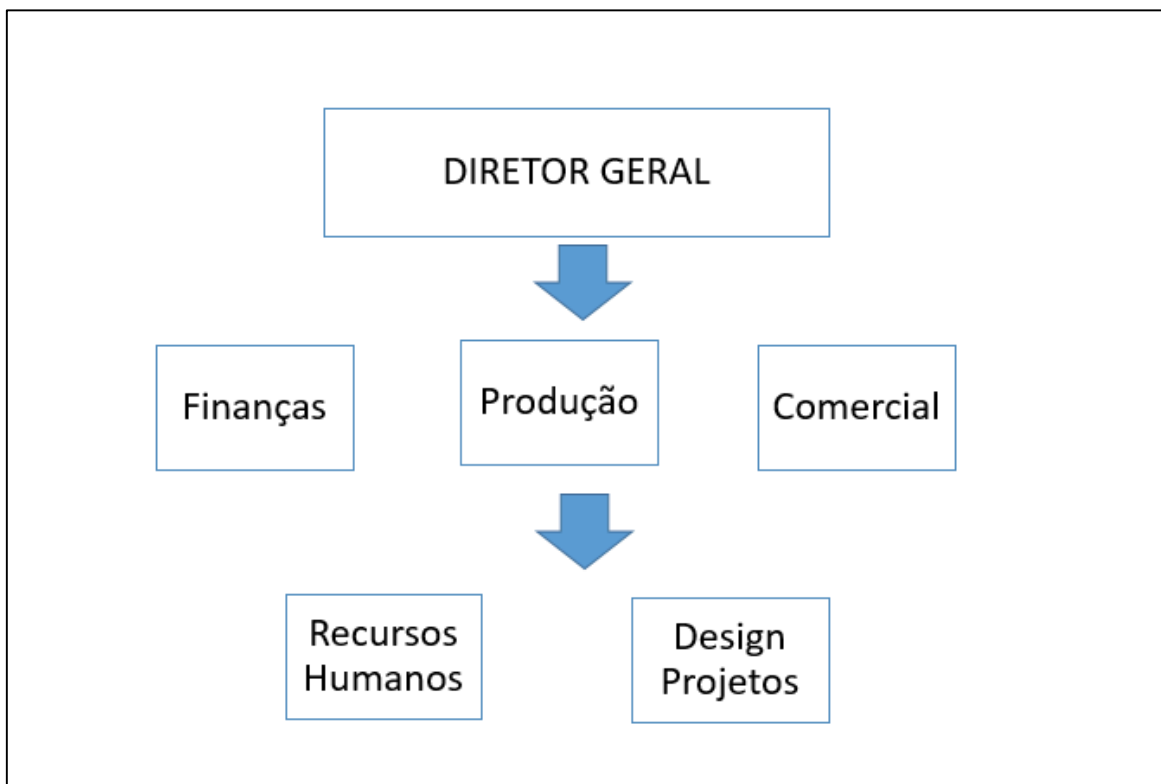 DIRETOR GERAL
Finanças
Produção
Comercial
Recursos
Humanos
Design
Projetos